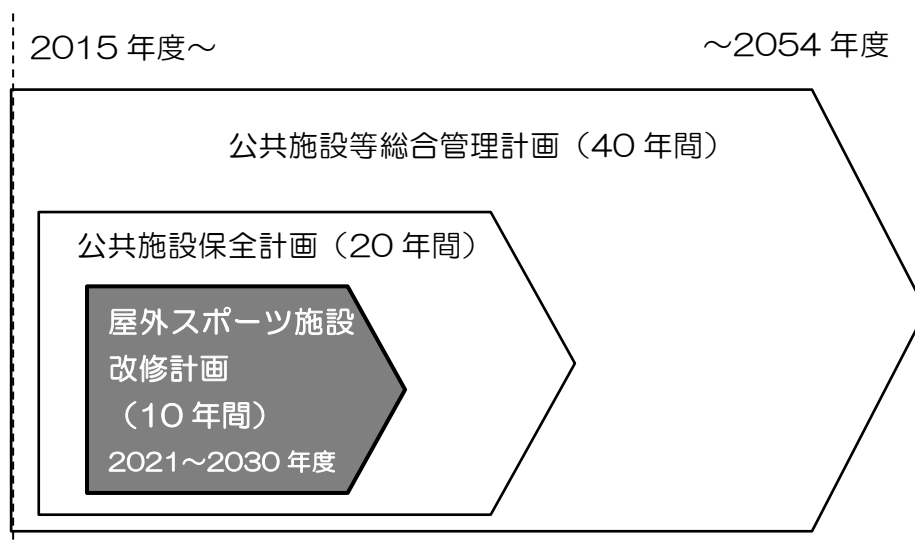 2015 年度～
～2054 年度
公共施設等総合管理計画（40 年間）
公共施設保全計画（20 年間）
屋外スポーツ施設
改修計画
（10 年間）
2021～2030 年度